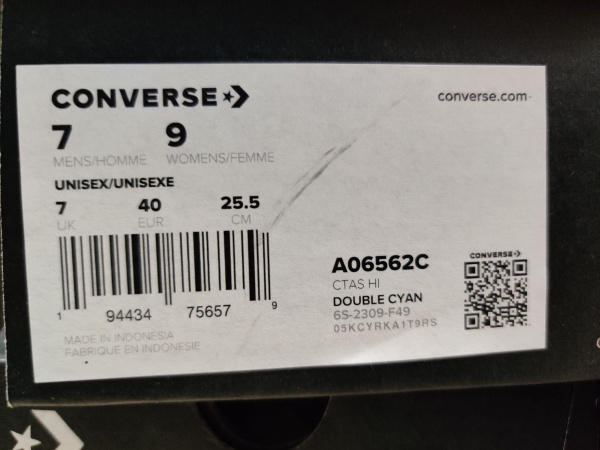 CONVERSE
converse.com
7 9
MENS/HOMME WOMENS/FEMME
UNISEX/UNISEXE
7 40 25.5
UK EUR CM
1 94434 75657 9
MADE IN INDONESIA
FABRIQUE EN INDONESIE
A06562C
CTAS HI
DOUBLE CYAN
6S-2309-F49
05KCYRKA1T9RS
CONVERSE